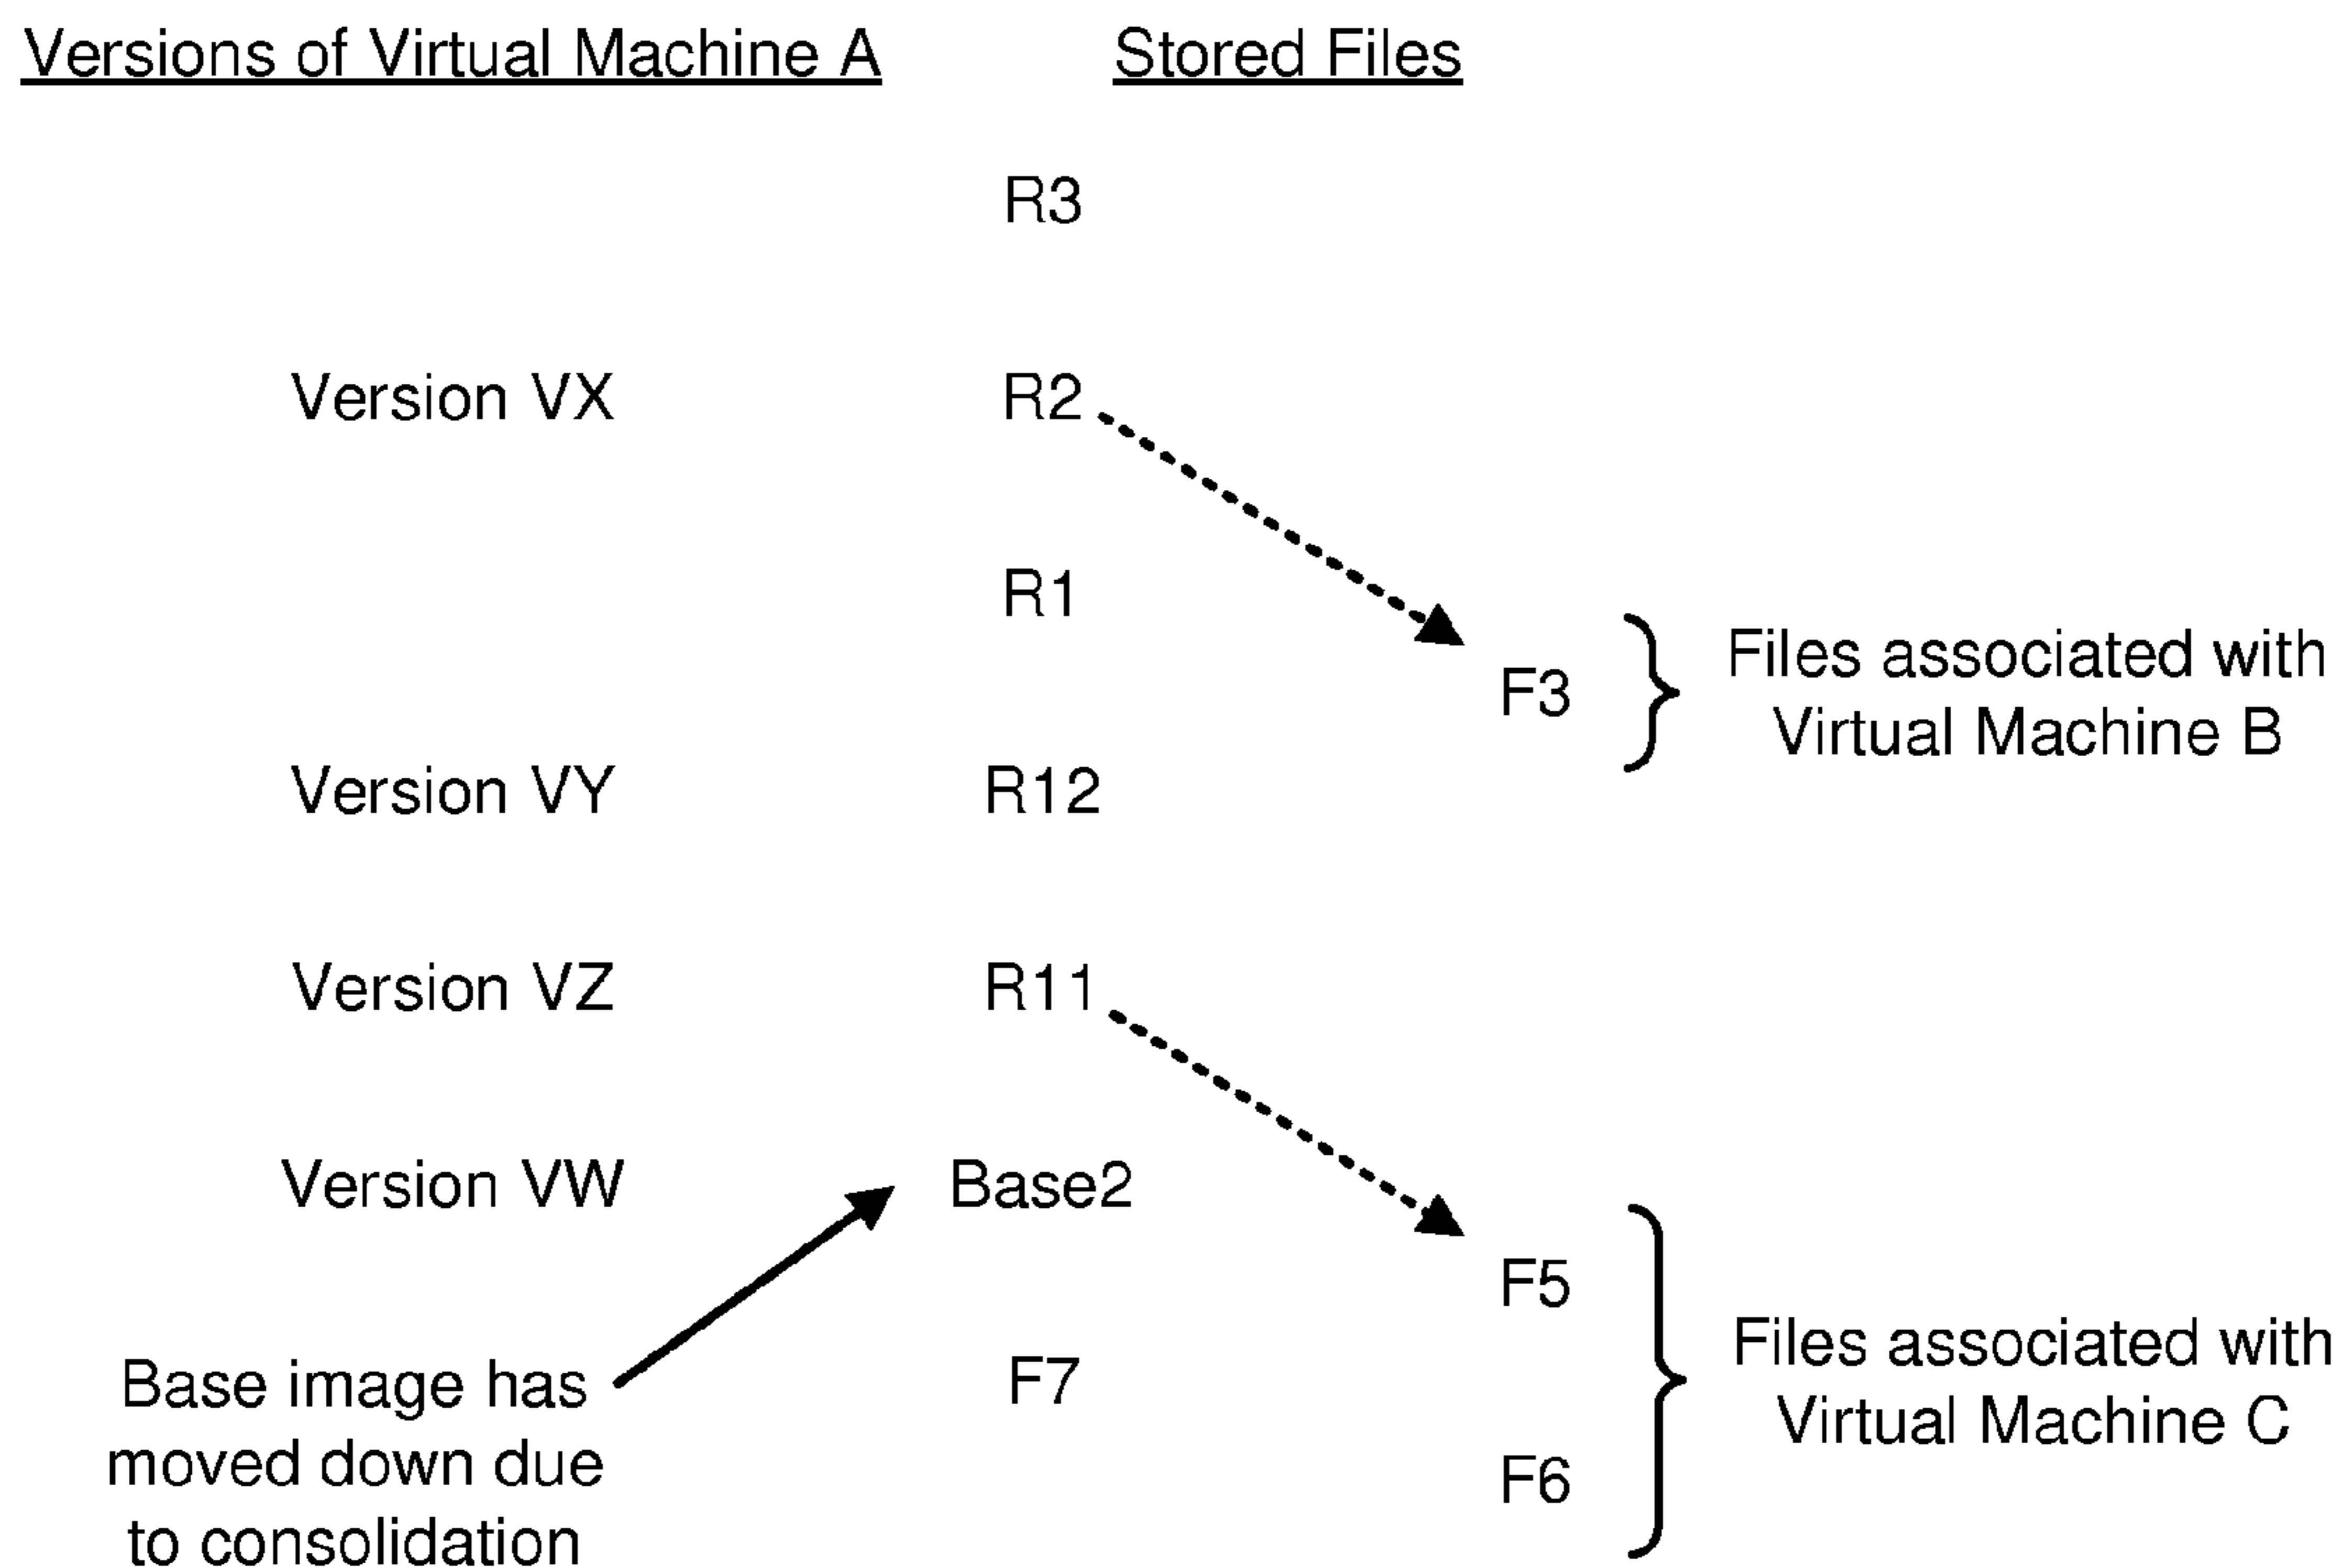 Versions of Virtual Machine A
Stored Files
R3
Version VX
R2
R1
F3
Files associated with
Virtual Machine B
Version VY
R12
Version VZ
R11
Version VW
Base2
F5
Base image has
moved down due
to consolidation
F7
F6
Files associated with
Virtual Machine C